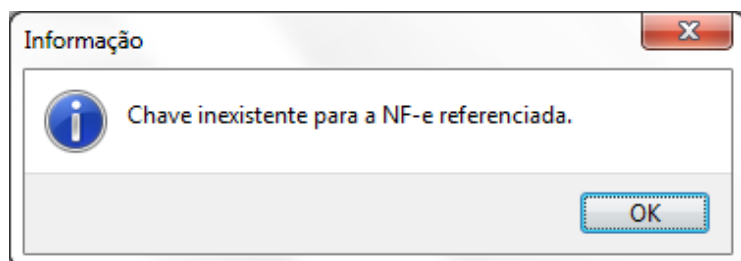 Informação
Chave inexistente para a NF-e referenciada.
OK